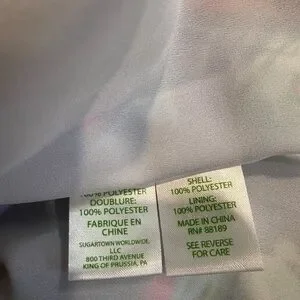 100% POLYESTER
DOUBLURE:
100% POLYESTER
FABRIQUE EN
CHINE
SUGARTOWN WORLDWIDE,
LLC
800 THIRD AVENUE
KING OF PRUSSIA, PA
SHELL:
100% POLYESTER
LINING:
100% POLYESTER
MADE IN CHINA
RN# 88189
SEE REVERSE
FOR CARE